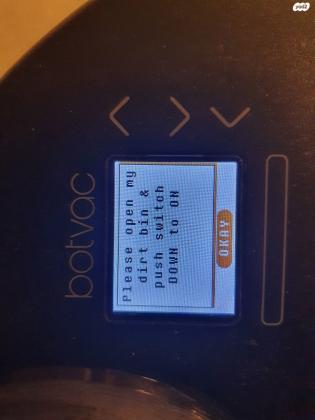 botvac
Please open my
dirt bin &
push switch
DOWN to ON
OKAY